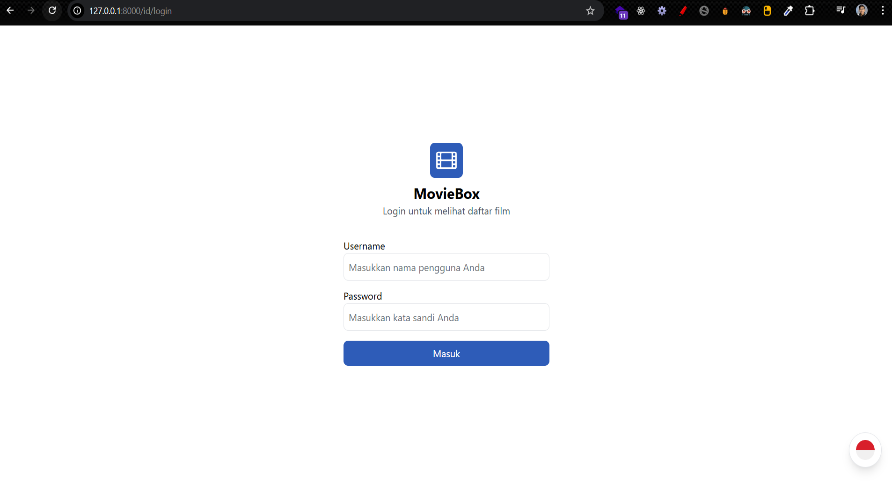 127.0.0.1:8000/id/login
11
MovieBox
Login untuk melihat daftar film
Username
Masukkan nama pengguna Anda
Password
Masukkan kata sandi Anda
Masuk